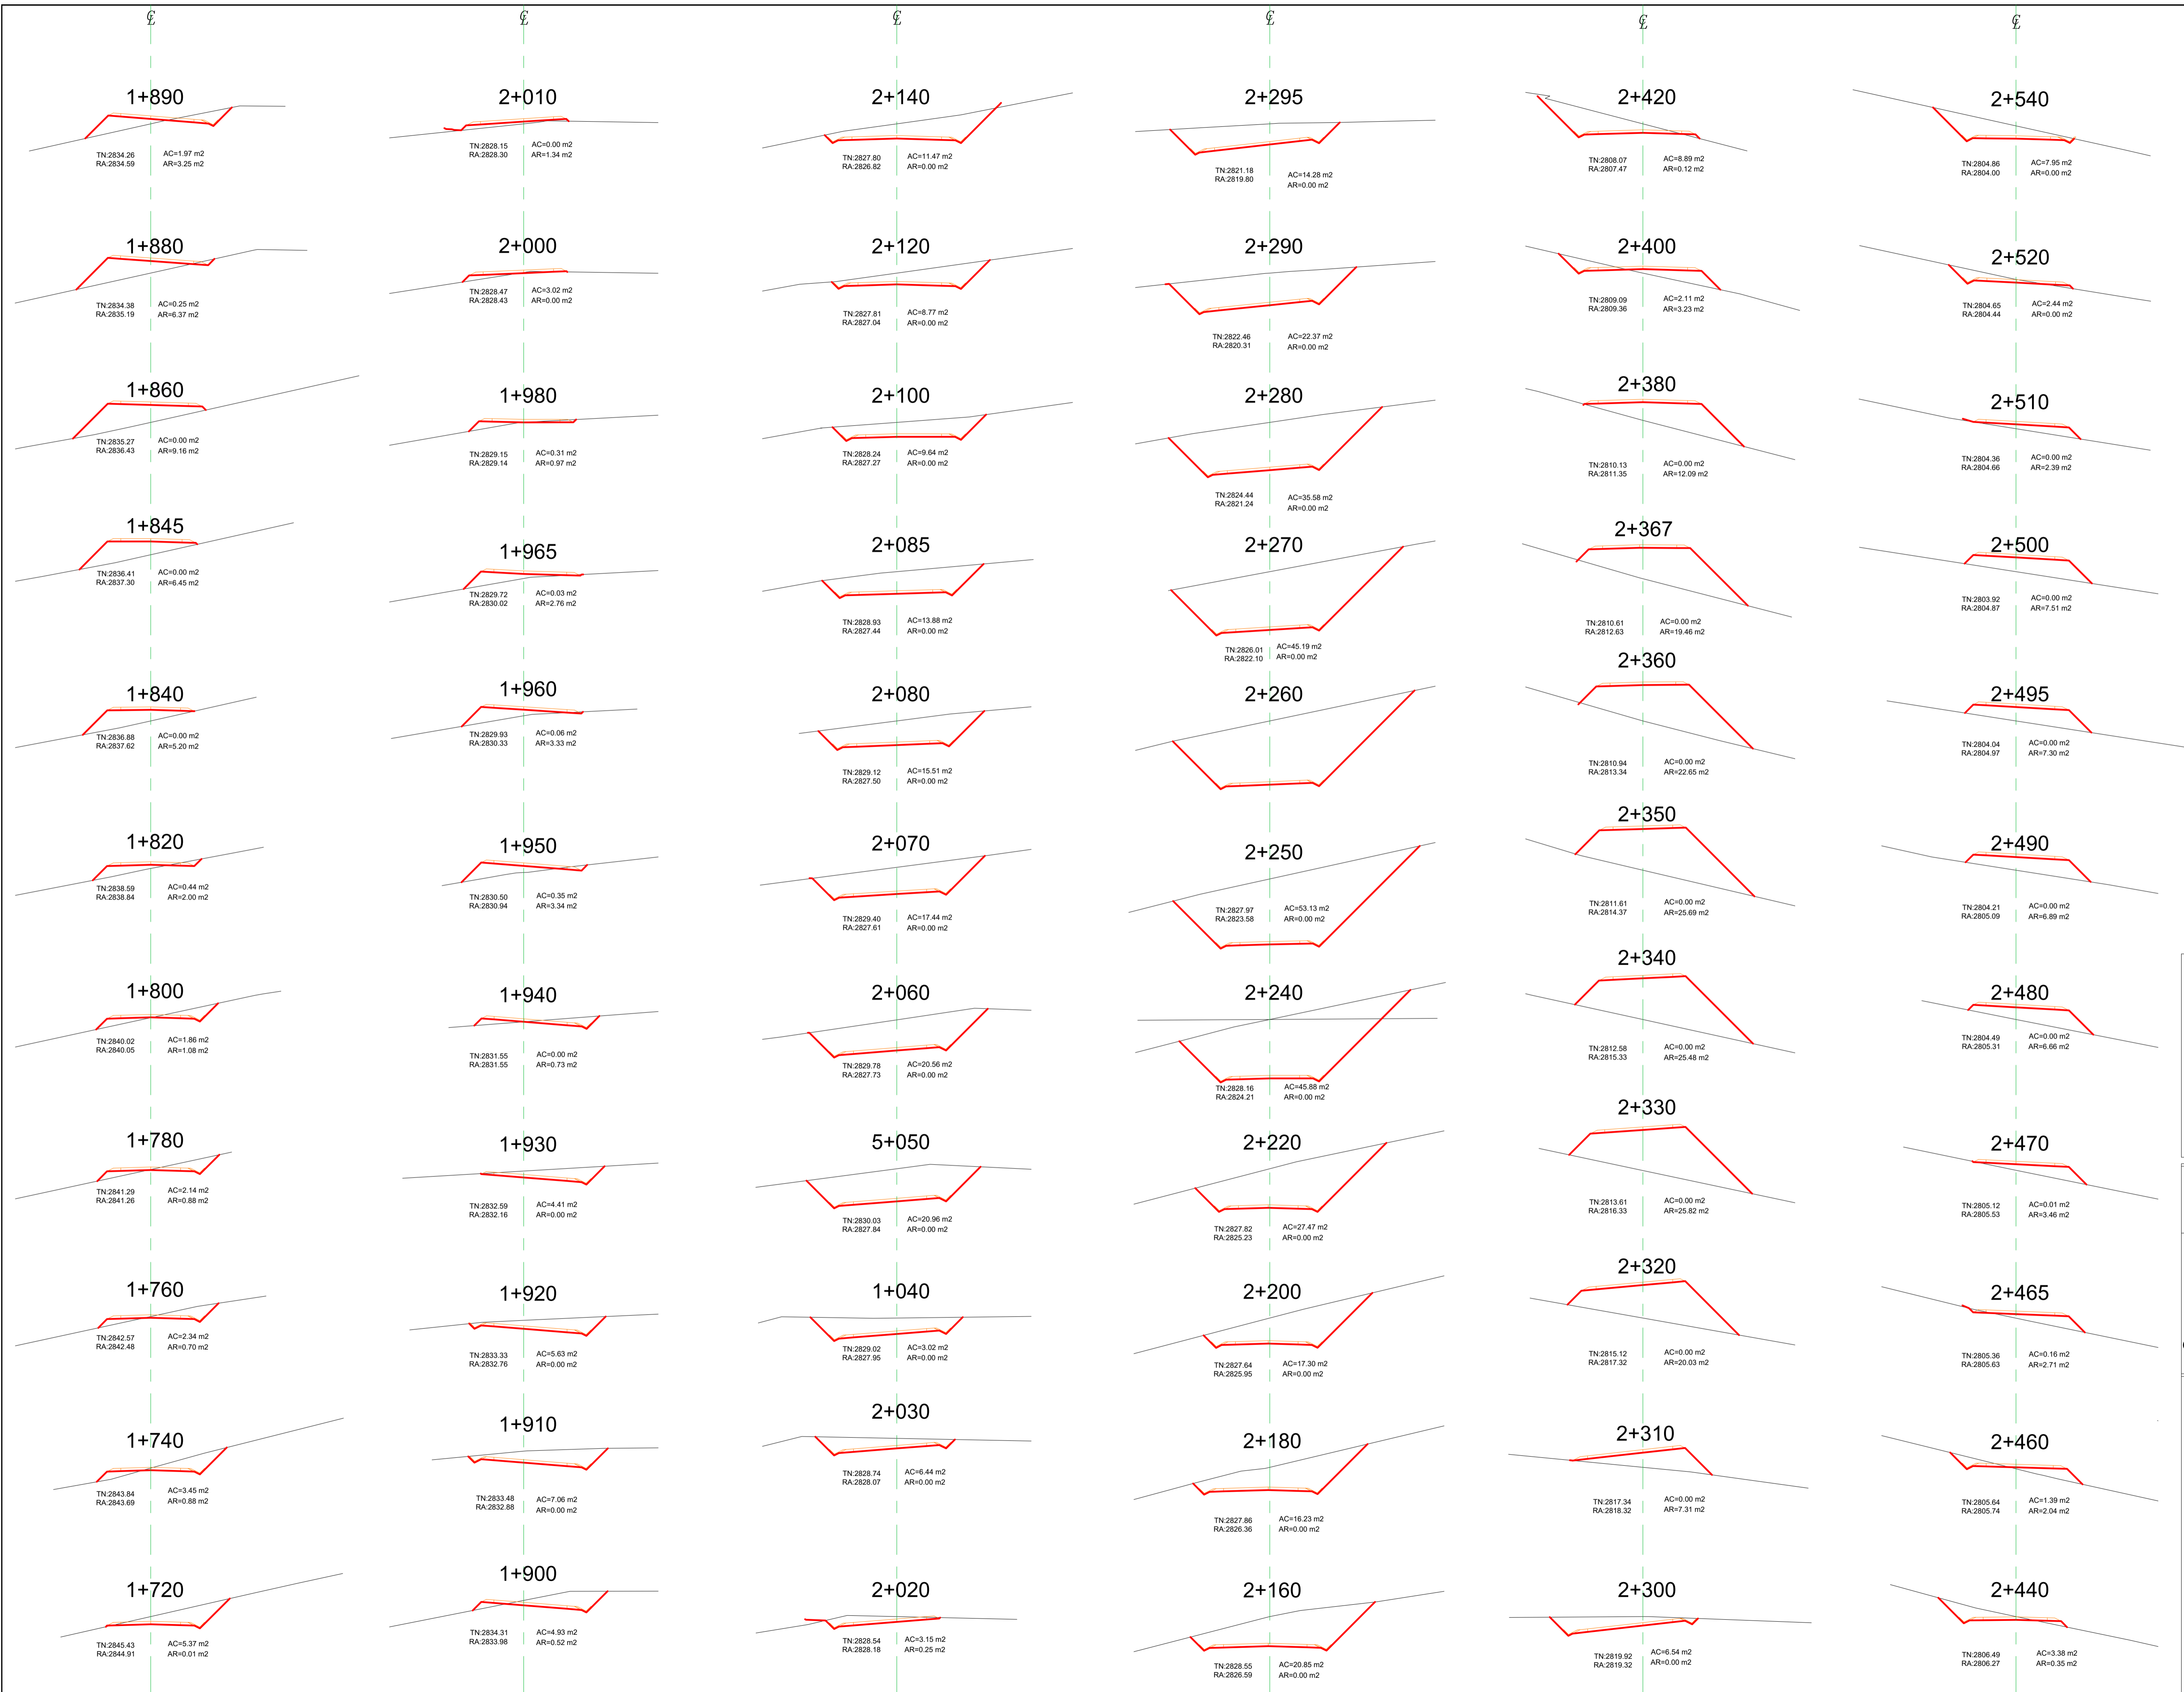 ℄ ℄ ℄ ℄ ℄ ℄
1+890
TN:2834.26 AC=1.97 m2
RA:2834.59 AR=3.25 m2
1+880
TN:2834.38 AC=0.25 m2
RA:2835.19 AR=6.37 m2
1+860
TN:2835.27 AC=0.00 m2
RA:2836.43 AR=9.16 m2
1+845
TN:2836.41 AC=0.00 m2
RA:2837.30 AR=6.45 m2
1+840
TN:2836.88 AC=0.00 m2
RA:2837.62 AR=5.20 m2
1+820
TN:2838.59 AC=0.44 m2
RA:2838.84 AR=2.00 m2
1+800
TN:2840.02 AC=1.86 m2
RA:2840.05 AR=1.08 m2
1+780
TN:2841.29 AC=2.14 m2
RA:2841.26 AR=0.88 m2
1+760
TN:2842.57 AC=2.34 m2
RA:2842.48 AR=0.70 m2
1+740
TN:2843.84 AC=3.45 m2
RA:2843.69 AR=0.88 m2
1+720
TN:2845.43 AC=5.37 m2
RA:2844.91 AR=0.01 m2
2+010
TN:2828.15 AC=0.00 m2
RA:2828.30 AR=1.34 m2
2+000
TN:2828.47 AC=3.02 m2
RA:2828.43 AR=0.00 m2
1+980
TN:2829.15 AC=0.31 m2
RA:2829.14 AR=0.97 m2
1+965
TN:2829.72 AC=0.03 m2
RA:2830.02 AR=2.76 m2
1+960
TN:2829.93 AC=0.06 m2
RA:2830.33 AR=3.33 m2
1+950
TN:2830.50 AC=0.35 m2
RA:2830.94 AR=3.34 m2
1+940
TN:2831.55 AC=0.00 m2
RA:2831.55 AR=0.73 m2
1+930
TN:2832.59 AC=4.41 m2
RA:2832.16 AR=0.00 m2
1+920
TN:2833.33 AC=5.63 m2
RA:2832.76 AR=0.00 m2
1+910
TN:2833.48 AC=7.06 m2
RA:2832.88 AR=0.00 m2
1+900
TN:2834.31 AC=4.93 m2
RA:2833.98 AR=0.52 m2
2+140
TN:2827.80 AC=11.47 m2
RA:2826.82 AR=0.00 m2
2+120
TN:2827.81 AC=8.77 m2
RA:2827.04 AR=0.00 m2
2+100
TN:2828.24 AC=9.64 m2
RA:2827.27 AR=0.00 m2
2+085
TN:2828.93 AC=13.88 m2
RA:2827.44 AR=0.00 m2
2+080
TN:2829.12 AC=15.51 m2
RA:2827.50 AR=0.00 m2
2+070
TN:2829.40 AC=17.44 m2
RA:2827.61 AR=0.00 m2
2+060
TN:2829.78 AC=20.56 m2
RA:2827.73 AR=0.00 m2
5+050
TN:2830.03 AC=20.96 m2
RA:2827.84 AR=0.00 m2
1+040
TN:2829.02 AC=3.02 m2
RA:2827.95 AR=0.00 m2
2+030
TN:2828.74 AC=6.44 m2
RA:2828.07 AR=0.00 m2
2+020
TN:2828.54 AC=3.15 m2
RA:2828.18 AR=0.25 m2
2+295
TN:2821.18 AC=14.28 m2
RA:2819.80 AR=0.00 m2
2+290
TN:2822.46 AC=22.37 m2
RA:2820.31 AR=0.00 m2
2+280
TN:2824.44 AC=35.58 m2
RA:2821.24 AR=0.00 m2
2+270
TN:2826.01 AC=45.19 m2
RA:2822.10 AR=0.00 m2
2+260
2+250
TN:2827.97 AC=53.13 m2
RA:2823.58 AR=0.00 m2
2+240
TN:2828.16 AC=45.88 m2
RA:2824.21 AR=0.00 m2
2+220
TN:2827.82 AC=27.47 m2
RA:2825.23 AR=0.00 m2
2+200
TN:2827.64 AC=17.30 m2
RA:2825.95 AR=0.00 m2
2+180
TN:2827.86 AC=16.23 m2
RA:2826.36 AR=0.00 m2
2+160
TN:2828.55 AC=20.85 m2
RA:2826.59 AR=0.00 m2
2+420
TN:2808.07 AC=8.89 m2
RA:2807.47 AR=0.12 m2
2+400
TN:2809.09 AC=2.11 m2
RA:2809.36 AR=3.23 m2
2+380
TN:2810.13 AC=0.00 m2
RA:2811.35 AR=12.09 m2
2+367
TN:2810.61 AC=0.00 m2
RA:2812.63 AR=19.46 m2
2+360
TN:2810.94 AC=0.00 m2
RA:2813.34 AR=22.65 m2
2+350
TN:2811.61 AC=0.00 m2
RA:2814.37 AR=25.69 m2
2+340
TN:2812.58 AC=0.00 m2
RA:2815.33 AR=25.48 m2
2+330
TN:2813.61 AC=0.00 m2
RA:2816.33 AR=25.82 m2
2+320
TN:2815.12 AC=0.00 m2
RA:2817.32 AR=20.03 m2
2+310
TN:2817.34 AC=0.00 m2
RA:2818.32 AR=7.31 m2
2+300
TN:2819.92 AC=6.54 m2
RA:2819.32 AR=0.00 m2
2+540
TN:2804.86 AC=7.95 m2
RA:2804.00 AR=0.00 m2
2+520
TN:2804.65 AC=2.44 m2
RA:2804.44 AR=0.00 m2
2+510
TN:2804.36 AC=0.00 m2
RA:2804.66 AR=2.39 m2
2+500
TN:2803.92 AC=0.00 m2
RA:2804.87 AR=7.51 m2
2+495
TN:2804.04 AC=0.00 m2
RA:2804.97 AR=7.30 m2
2+490
TN:2804.21 AC=0.00 m2
RA:2805.09 AR=6.89 m2
2+480
TN:2804.49 AC=0.00 m2
RA:2805.31 AR=6.66 m2
2+470
TN:2805.12 AC=0.01 m2
RA:2805.53 AR=3.46 m2
2+465
TN:2805.36 AC=0.16 m2
RA:2805.63 AR=2.71 m2
2+460
TN:2805.64 AC=1.39 m2
RA:2805.74 AR=2.04 m2
2+440
TN:2806.49 AC=3.38 m2
RA:2806.27 AR=0.35 m2